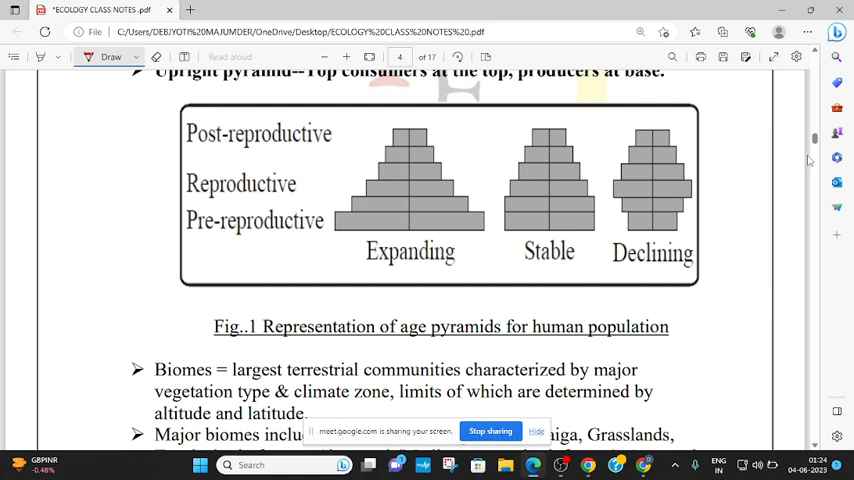 *ECOLOGY CLASS NOTES .pdf
File
C:/Users/DEBJYOTI MAJUMDER/OneDrive/Desktop/ECOLOGY%20CLASS%20NOTES%20.pdf
Draw
Read aloud
4
of 17
Upright pyramid--Top consumers at the top, producers at base.
Post-reproductive
Reproductive
Pre-reproductive
Expanding
Stable
Declining
Fig..1 Representation of age pyramids for human population
Biomes = largest terrestrial communities characterized by major
vegetation type & climate zone, limits of which are determined by
altitude and latitude.
Major biomes
aiga, Grasslands,
meet.google.com is sharing your screen.
Stop sharing
Hide
GBPINR
-0.48%
Search
ENG
IN
01:24
04-06-2023